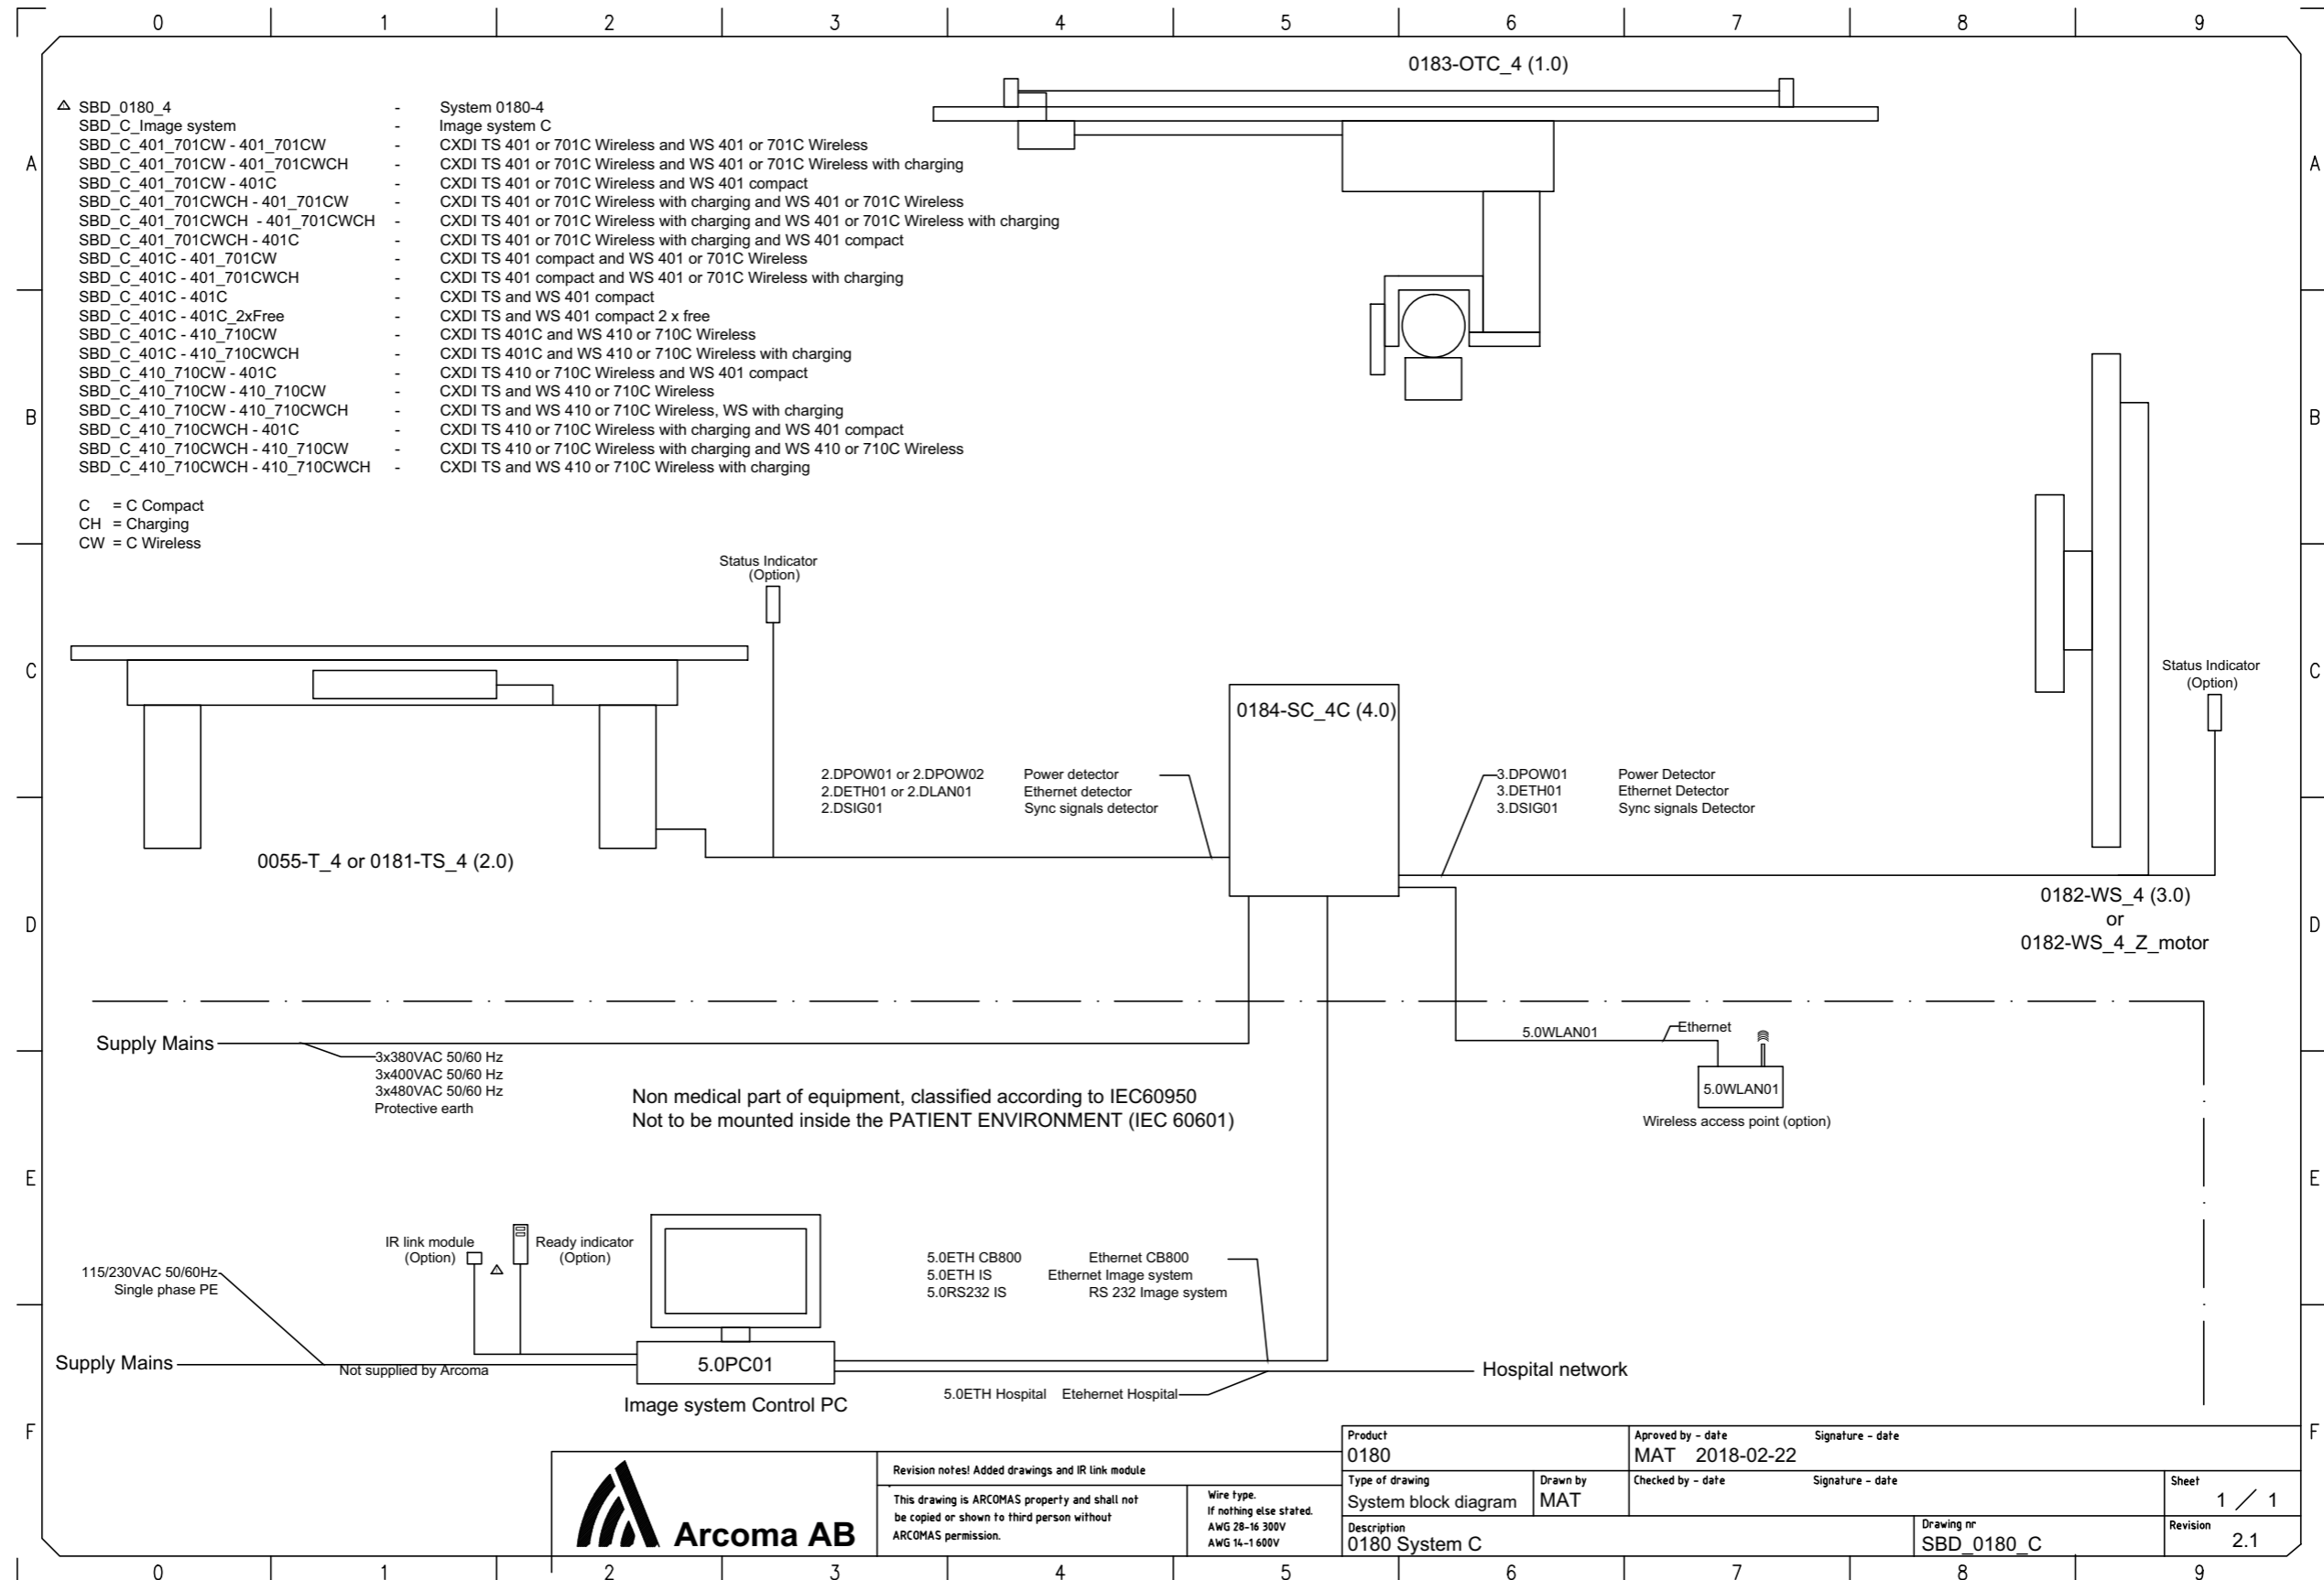 0 1 2 3 4 5 6 7 8 9
0183-OTC_4 (1.0)
SBD_0180_4 - System 0180-4
SBD_C_Image system - Image system C
SBD_C_401_701CW - 401_701CW - CXDI TS 401 or 701C Wireless and WS 401 or 701C Wireless
SBD_C_401_701CW - 401_701CWCH - CXDI TS 401 or 701C Wireless and WS 401 or 701C Wireless with charging
SBD_C_401_701CW - 401C - CXDI TS 401 or 701C Wireless and WS 401 compact
SBD_C_401_701CWCH - 401_701CW - CXDI TS 401 or 701C Wireless with charging and WS 401 or 701C Wireless
SBD_C_401_701CWCH - 401_701CWCH - CXDI TS 401 or 701C Wireless with charging and WS 401 or 701C Wireless with charging
SBD_C_401_701CWCH - 401C - CXDI TS 401 or 701C Wireless with charging and WS 401 compact
SBD_C_401C - 401_701CW - CXDI TS 401 compact and WS 401 or 701C Wireless
SBD_C_401C - 401_701CWCH - CXDI TS 401 compact and WS 401 or 701C Wireless with charging
SBD_C_401C - 401C - CXDI TS and WS 401 compact
SBD_C_401C - 401C_2xFree - CXDI TS and WS 401 compact 2 x free
SBD_C_401C - 410_710CW - CXDI TS 401C and WS 410 or 710C Wireless
SBD_C_401C - 410_710CWCH - CXDI TS 401C and WS 410 or 710C Wireless with charging
SBD_C_410_710CW - 401C - CXDI TS 410 or 710C Wireless and WS 401 compact
SBD_C_410_710CW - 410_710CW - CXDI TS and WS 410 or 710C Wireless
SBD_C_410_710CW - 410_710CWCH - CXDI TS and WS 410 or 710C Wireless, WS with charging
SBD_C_410_710CWCH - 401C - CXDI TS 410 or 710C Wireless with charging and WS 401 compact
SBD_C_410_710CWCH - 410_710CW - CXDI TS 410 or 710C Wireless with charging and WS 410 or 710C Wireless
SBD_C_410_710CWCH - 410_710CWCH - CXDI TS and WS 410 or 710C Wireless with charging
A A
B B
C = C Compact
CH = Charging
CW = C Wireless
Status Indicator
(Option)
C C
Status Indicator
(Option)
0184-SC_4C (4.0)
2.DPOW01 or 2.DPOW02 Power detector
2.DETH01 or 2.DLAN01 Ethernet detector
2.DSIG01 Sync signals detector
3.DPOW01 Power Detector
3.DETH01 Ethernet Detector
3.DSIG01 Sync signals Detector
0055-T_4 or 0181-TS_4 (2.0)
0182-WS_4 (3.0)
or
0182-WS_4_Z_motor
D D
Supply Mains
3x380VAC 50/60 Hz
3x400VAC 50/60 Hz
3x480VAC 50/60 Hz
Protective earth
5.0WLAN01 Ethernet
5.0WLAN01
Wireless access point (option)
Non medical part of equipment, classified according to IEC60950
Not to be mounted inside the PATIENT ENVIRONMENT (IEC 60601)
E E
IR link module
(Option)
Ready indicator
(Option)
115/230VAC 50/60Hz
Single phase PE
5.0ETH CB800 Ethernet CB800
5.0ETH IS Ethernet Image system
5.0RS232 IS RS 232 Image system
Supply Mains
Not supplied by Arcoma
5.0PC01
Image system Control PC
Hospital network
5.0ETH Hospital Etehernet Hospital
F F
Arcoma AB
Revision notes! Added drawings and IR link module
This drawing is ARCOMAS property and shall not
be copied or shown to third person without
ARCOMAS permission.
Wire type.
If nothing else stated.
AWG 28-16 300V
AWG 14-1 600V
Product
0180
Aproved by - date Signature - date
MAT 2018-02-22
Type of drawing
System block diagram
Drawn by
MAT
Checked by - date Signature - date
Sheet
1 / 1
Description
0180 System C
Drawing nr
SBD_0180_C
Revision
2.1
0 1 2 3 4 5 6 7 8 9